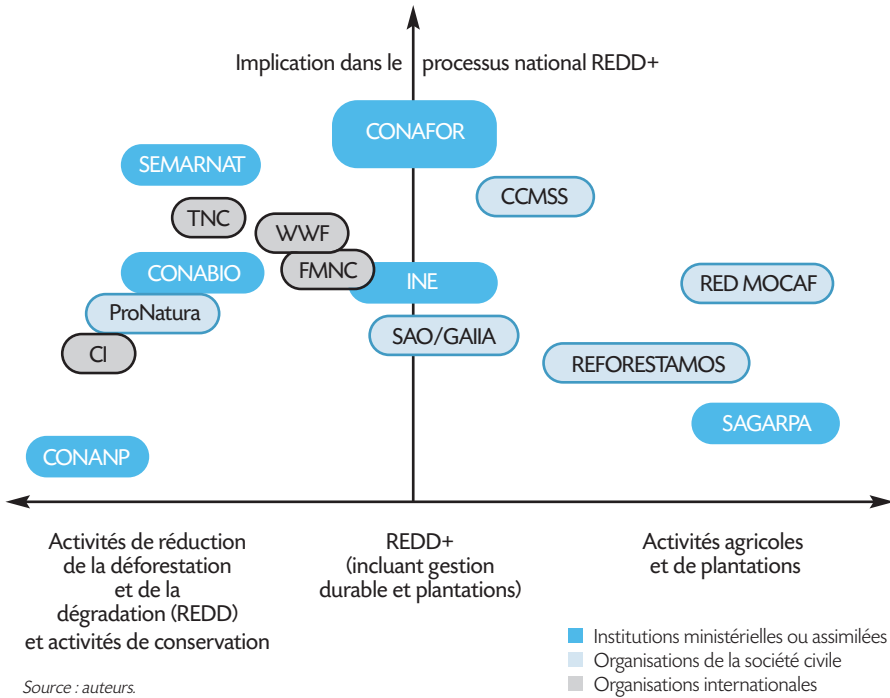 Implication dans le processus national REDD+
CONAFOR
SEMARNAT
CCMSS
TNC
WWF
FMNC
CONABIO
INE
RED MOCAF
ProNatura
SAO/GAIIA
CI
REFORESTAMOS
SAGARPA
CONANP
Activités de réduction
de la déforestation
et de la
dégradation (REDD)
et activités de conservation
REDD+
(incluant gestion
durable et plantations)
Activités agricoles
et de plantations
Institutions ministérielles ou assimilées
Organisations de la société civile
Organisations internationales
Source : auteurs.